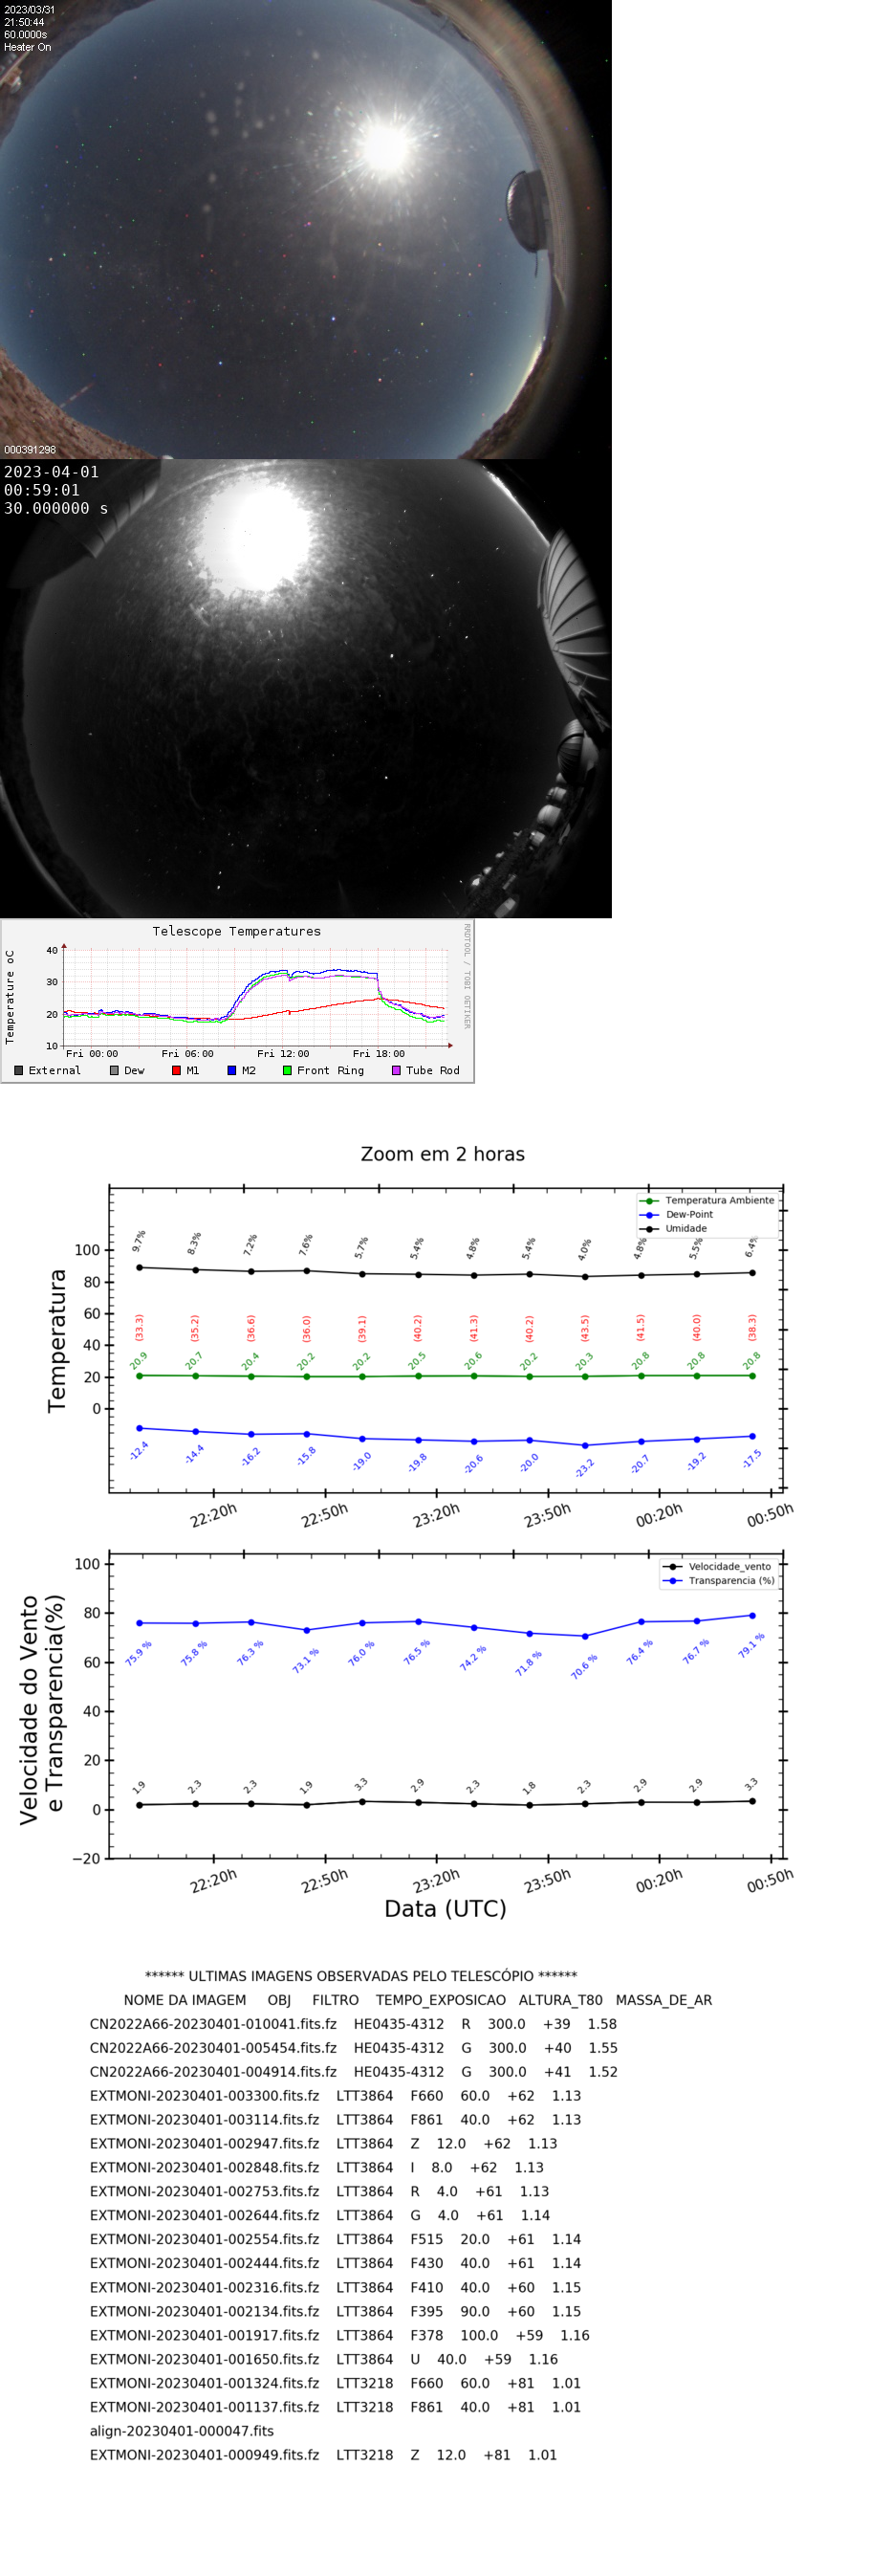 2023/03/31
21:50:44
60.0000s
Heater On
000391298
2023-04-01
00:59:01
30.000000 s
Telescope Temperatures
RRDTOOL / TOBI OETIKER
Temperature oC
40
30
20
10
Fri 00:00 Fri 06:00 Fri 12:00 Fri 18:00
External Dew M1 M2 Front Ring Tube Rod
Zoom em 2 horas
Temperatura Ambiente
Dew-Point
Umidade
Temperatura
100
80
60
40
20
0
9.7% 8.3% 7.2% 7.6% 5.7% 5.4% 4.8% 5.4% 4.0% 4.8% 5.5% 6.4%
(33.3) (35.2) (36.6) (36.0) (39.1) (40.2) (41.3) (40.2) (43.5) (41.5) (40.0) (38.3)
20.9 20.7 20.4 20.2 20.2 20.5 20.6 20.2 20.3 20.8 20.8 20.8
-12.4 -14.4 -16.2 -15.8 -19.0 -19.8 -20.6 -20.0 -23.2 -20.7 -19.2 -17.5
22:20h 22:50h 23:20h 23:50h 00:20h 00:50h
Velocidade_vento
Transparencia (%)
Velocidade do Vento
e Transparencia(%)
100
80
60
40
20
0
−20
75.9 % 75.8 % 76.3 % 73.1 % 76.0 % 76.5 % 74.2 % 71.8 % 70.6 % 76.4 % 76.7 % 79.1 %
1.9 2.3 2.3 1.9 3.3 2.9 2.3 1.8 2.3 2.9 2.9 3.3
22:20h 22:50h 23:20h 23:50h 00:20h 00:50h
Data (UTC)
****** ULTIMAS IMAGENS OBSERVADAS PELO TELESCÓPIO ******
NOME DA IMAGEM OBJ FILTRO TEMPO_EXPOSICAO ALTURA_T80 MASSA_DE_AR
CN2022A66-20230401-010041.fits.fz HE0435-4312 R 300.0 +39 1.58
CN2022A66-20230401-005454.fits.fz HE0435-4312 G 300.0 +40 1.55
CN2022A66-20230401-004914.fits.fz HE0435-4312 G 300.0 +41 1.52
EXTMONI-20230401-003300.fits.fz LTT3864 F660 60.0 +62 1.13
EXTMONI-20230401-003114.fits.fz LTT3864 F861 40.0 +62 1.13
EXTMONI-20230401-002947.fits.fz LTT3864 Z 12.0 +62 1.13
EXTMONI-20230401-002848.fits.fz LTT3864 I 8.0 +62 1.13
EXTMONI-20230401-002753.fits.fz LTT3864 R 4.0 +61 1.13
EXTMONI-20230401-002644.fits.fz LTT3864 G 4.0 +61 1.14
EXTMONI-20230401-002554.fits.fz LTT3864 F515 20.0 +61 1.14
EXTMONI-20230401-002444.fits.fz LTT3864 F430 40.0 +61 1.14
EXTMONI-20230401-002316.fits.fz LTT3864 F410 40.0 +60 1.15
EXTMONI-20230401-002134.fits.fz LTT3864 F395 90.0 +60 1.15
EXTMONI-20230401-001917.fits.fz LTT3864 F378 100.0 +59 1.16
EXTMONI-20230401-001650.fits.fz LTT3864 U 40.0 +59 1.16
EXTMONI-20230401-001324.fits.fz LTT3218 F660 60.0 +81 1.01
EXTMONI-20230401-001137.fits.fz LTT3218 F861 40.0 +81 1.01
align-20230401-000047.fits
EXTMONI-20230401-000949.fits.fz LTT3218 Z 12.0 +81 1.01